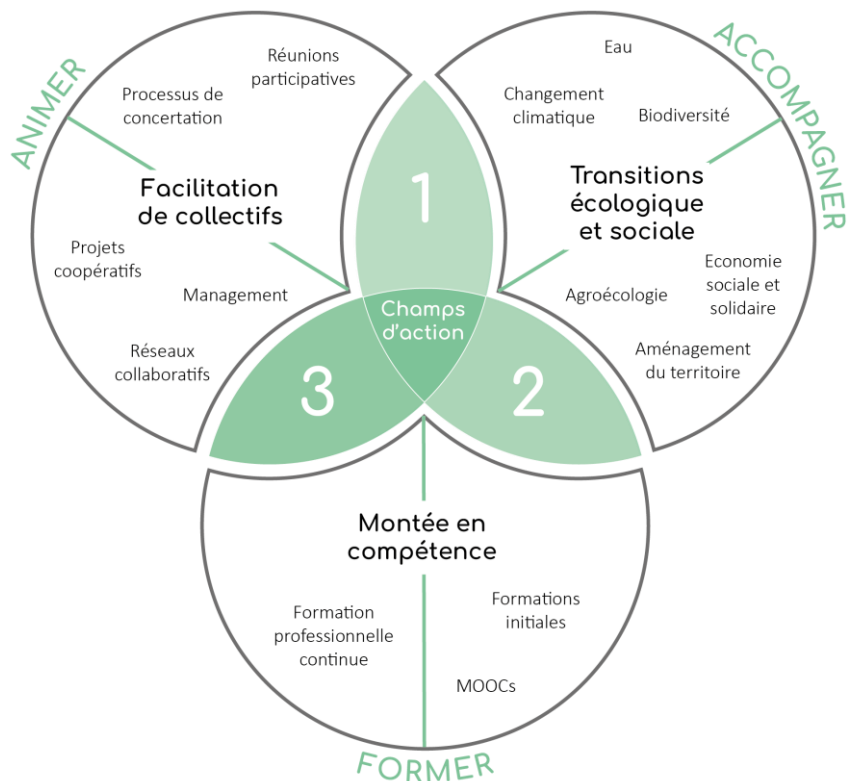 ANIMER
Réunions
participatives
Processus de
concertation
Facilitation
de collectifs
Projets
coopératifs
Management
Réseaux
collaboratifs
ACCOMPAGNER
Eau
Changement
climatique
Biodiversité
Transitions
écologique
et sociale
Economie
sociale et
solidaire
Agroécologie
Aménagement
du territoire
1
Champs
d'action
3
2
Montée en
compétence
Formation
professionnelle
continue
Formations
initiales
MOOCs
FORMER